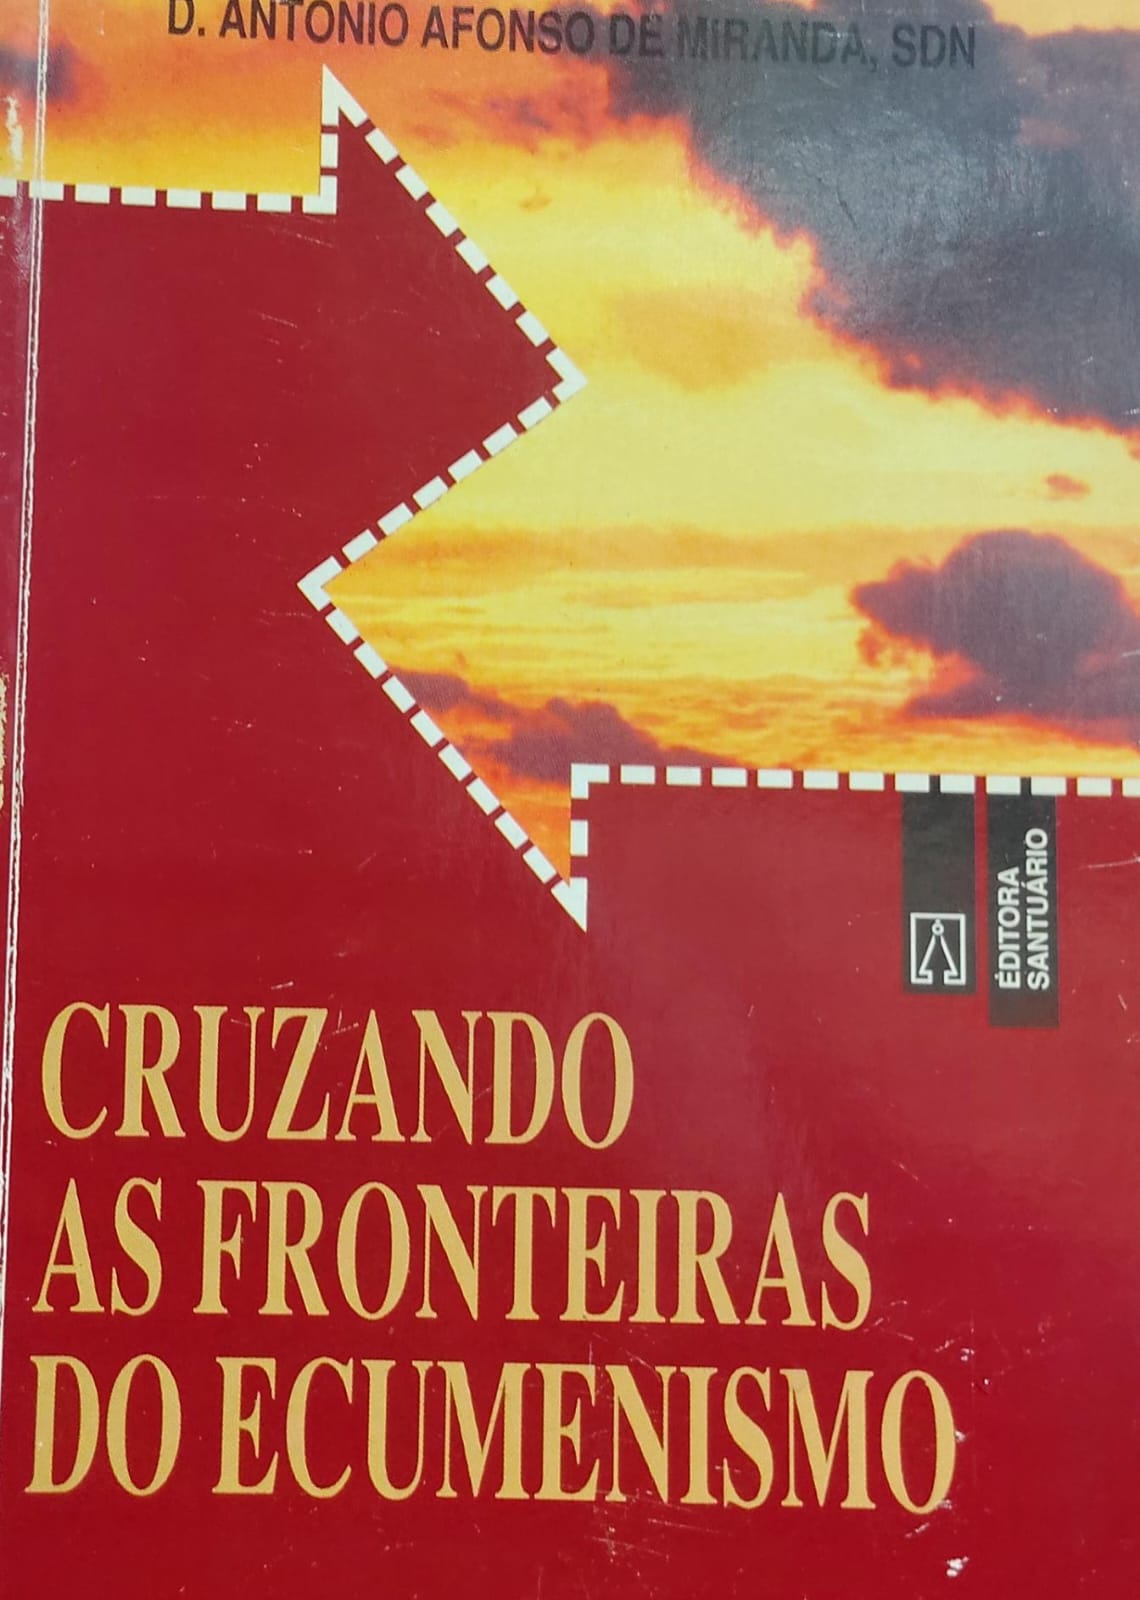 D. ANTONIO AFONSO DE MIRANDA, SDN
EDITORA
SANTUÁRIO
CRUZANDO
AS FRONTEIRAS
DO ECUMENISMO